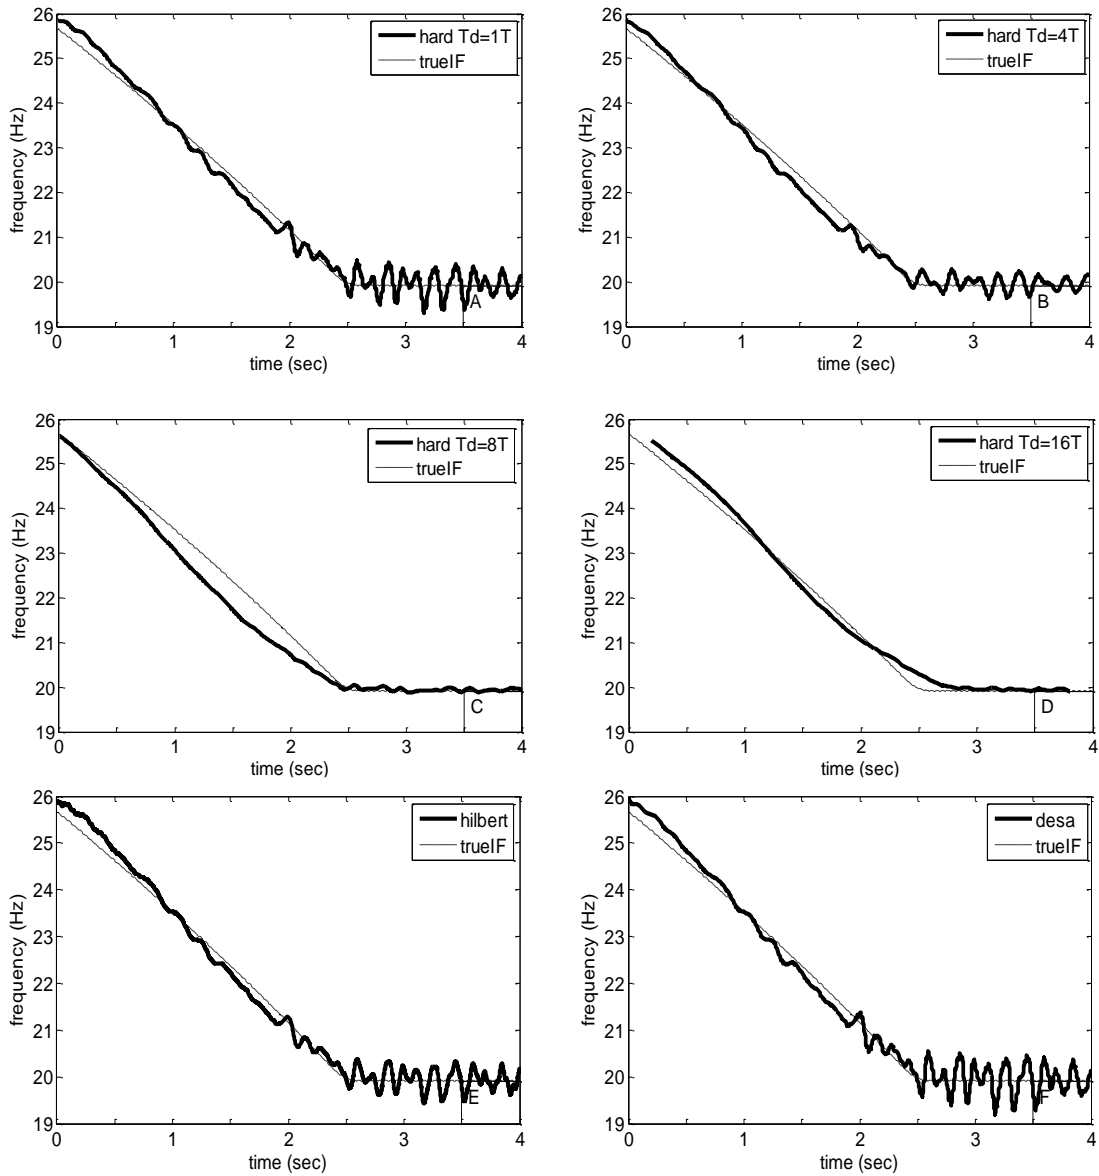 26
25
24
23
22
21
20
19
0
1
2
3
4
frequency (Hz)
time (sec)
hard Td=1T
trueIF
A
26
25
24
23
22
21
20
19
0
1
2
3
4
frequency (Hz)
time (sec)
hard Td=4T
trueIF
B
26
25
24
23
22
21
20
19
0
1
2
3
4
frequency (Hz)
time (sec)
hard Td=8T
trueIF
C
26
25
24
23
22
21
20
19
0
1
2
3
4
frequency (Hz)
time (sec)
hard Td=16T
trueIF
D
26
25
24
23
22
21
20
19
0
1
2
3
4
frequency (Hz)
time (sec)
hilbert
trueIF
E
26
25
24
23
22
21
20
19
0
1
2
3
4
frequency (Hz)
time (sec)
desa
trueIF
F